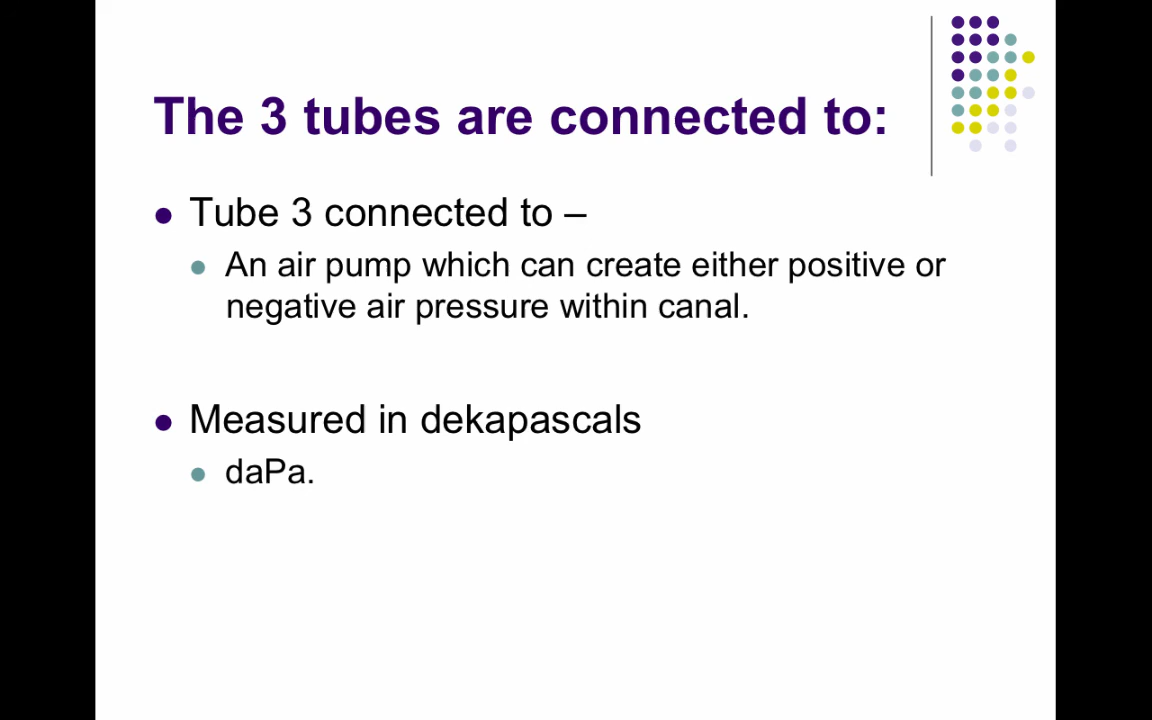 The 3 tubes are connected to:
Tube 3 connected to –
An air pump which can create either positive or
negative air pressure within canal.
Measured in dekapascals
daPa.